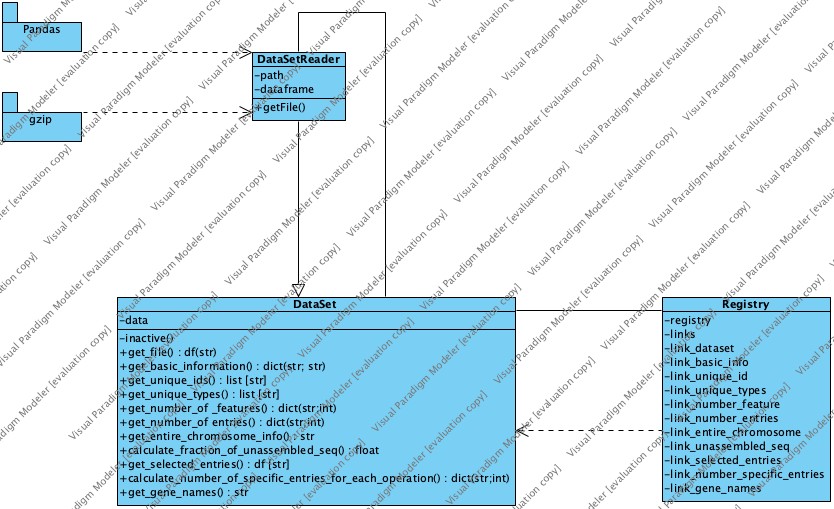 Pandas
gzip
DataSetReader
-path
-dataframe
+getFile()
DataSet
-data
-inactive()
+get_file() : df(str)
+get_basic_information() : dict(str; str)
+get_unique_ids() : list [str]
+get_unique_types() : list [str]
+get_number_of _features() : dict(str;int)
+get_number_of entries() : dict(str;int)
+get_entire_chromosome_info() : str
+calculate_fraction_of_unassembled_seq() : float
+get_selected_entries() : df [str]
+calculate_number_of_specific_entries_for_each_operation() : dict(str;int)
+get_gene_names() : str
Registry
-registry
-links
-link_dataset
-link_basic_info
-link_unique_id
-link_unique_types
-link_number_feature
-link_number_entries
-link_entire_chromosome
-link_unassembled_seq
-link_selected_entries
-link_number_specific_entries
-link_gene_names
Visual Paradigm Modeler [evaluation copy]